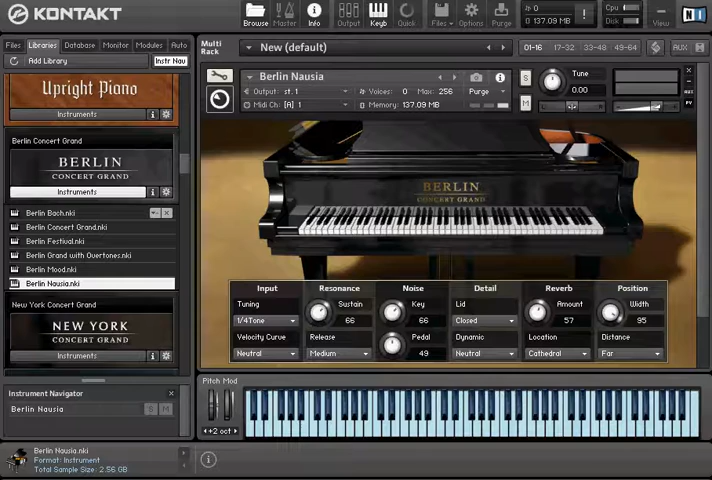 KONTAKT
Browse
Master
Info
Output
Keyb
Quick
Files
Options
Purge
0
137.09 MB
!
Cpu
Disk
View
NI
Files
Libraries
Database
Monitor
Modules
Auto
Add Library
Instr Nav
Upright Piano
Instruments
Berlin Concert Grand
BERLIN
CONCERT GRAND
Instruments
Berlin Bach.nki
Berlin Concert Grand.nki
Berlin Festival.nki
Berlin Grand with Overtones.nki
Berlin Mood.nki
Berlin Nausia.nki
New York Concert Grand
NEW YORK
CONCERT GRAND
Instruments
Instrument Navigator
Berlin Nausia
S M
Berlin Nausia.nki
Format: Instrument
Total Sample Size: 2.56 GB
Multi
Rack
New (default)
01-16
17-32
33-48
49-64
AUX
Berlin Nausia
Output: st. 1
Voices: 0
Max: 256
Purge
Midi Ch: [A] 1
Memory: 137.09 MB
S
M
Tune
0.00
AUX
PV
BERLIN
CONCERT GRAND
Input
Resonance
Noise
Detail
Reverb
Position
Tuning
Sustain
Key
Lid
Amount
Width
1/4Tone
66
66
Closed
57
95
Velocity Curve
Release
Pedal
Dynamic
Location
Distance
Neutral
Medium
49
Neutral
Cathedral
Far
Pitch Mod
+2 oct